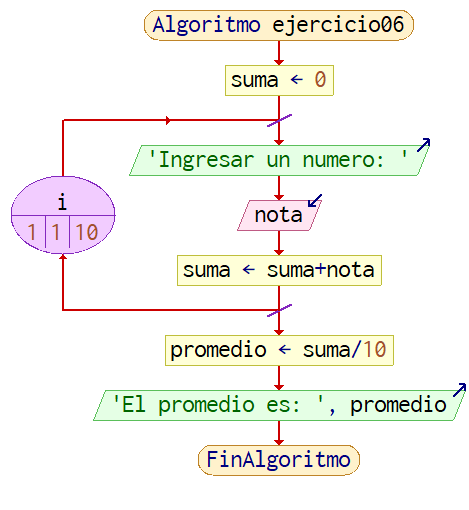 Algoritmo ejercicio06
suma ← 0
'Ingresar un numero: '
i
1 1 10
nota
suma ← suma+nota
promedio ← suma/10
'El promedio es: ', promedio
FinAlgoritmo